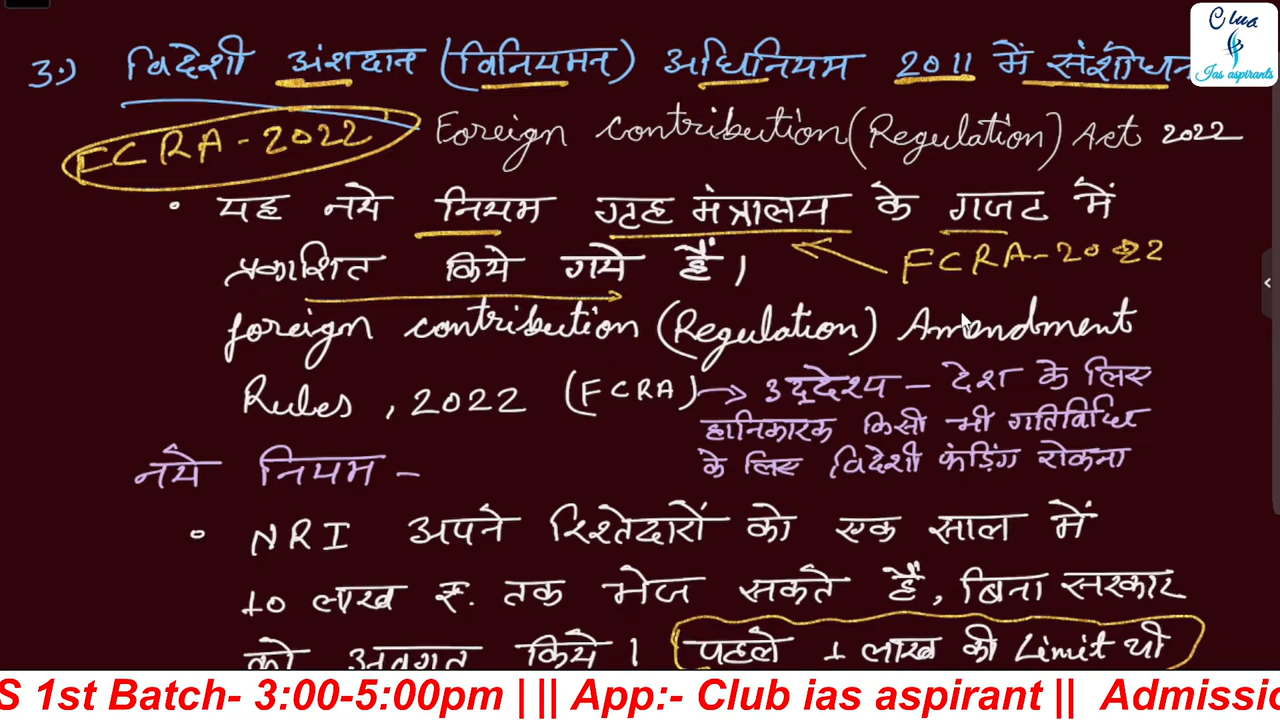 Club
Ias aspirants
3.) विदेशी अंशदान (विनियमन) अधिनियम 2011 में संशोधन
FCRA-2022 Foreign contribution (Regulation) Act 2022
• यह नये नियम गृह मंत्रालय के गजट में
प्रकाशित किये गये हैं। FCRA-2022
foreign contribution (Regulation) Amendment
Rules, 2022 (FCRA) → उद्देश्य - देश के लिए
हानिकारक किसी भी गतिविधि
के लिए विदेशी फंडिंग रोकना
नये नियम -
• NRI अपने रिश्तेदारों को एक साल में
10 लाख रु. तक भेज सकते हैं, बिना सरकार
को अवगत किये। पहले 1 लाख की Limit थी
S 1st Batch- 3:00-5:00pm | || App:- Club ias aspirant || Admissio